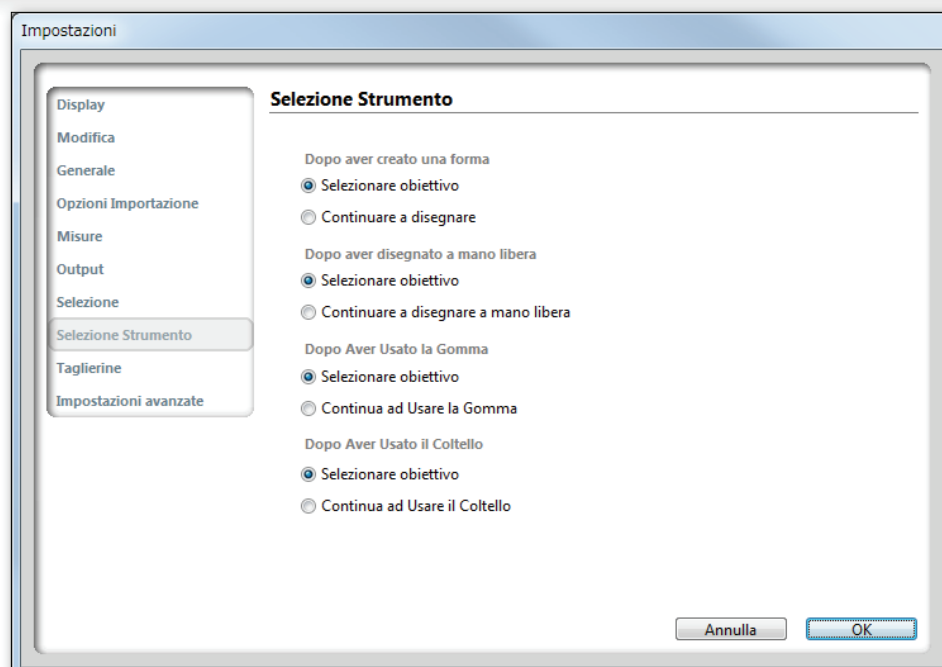 Impostazioni
Display
Modifica
Generale
Opzioni Importazione
Misure
Output
Selezione
Selezione Strumento
Taglierine
Impostazioni avanzate
Selezione Strumento
Dopo aver creato una forma
Selezionare obiettivo
Continuare a disegnare
Dopo aver disegnato a mano libera
Selezionare obiettivo
Continuare a disegnare a mano libera
Dopo Aver Usato la Gomma
Selezionare obiettivo
Continua ad Usare la Gomma
Dopo Aver Usato il Coltello
Selezionare obiettivo
Continua ad Usare il Coltello
Annulla
OK